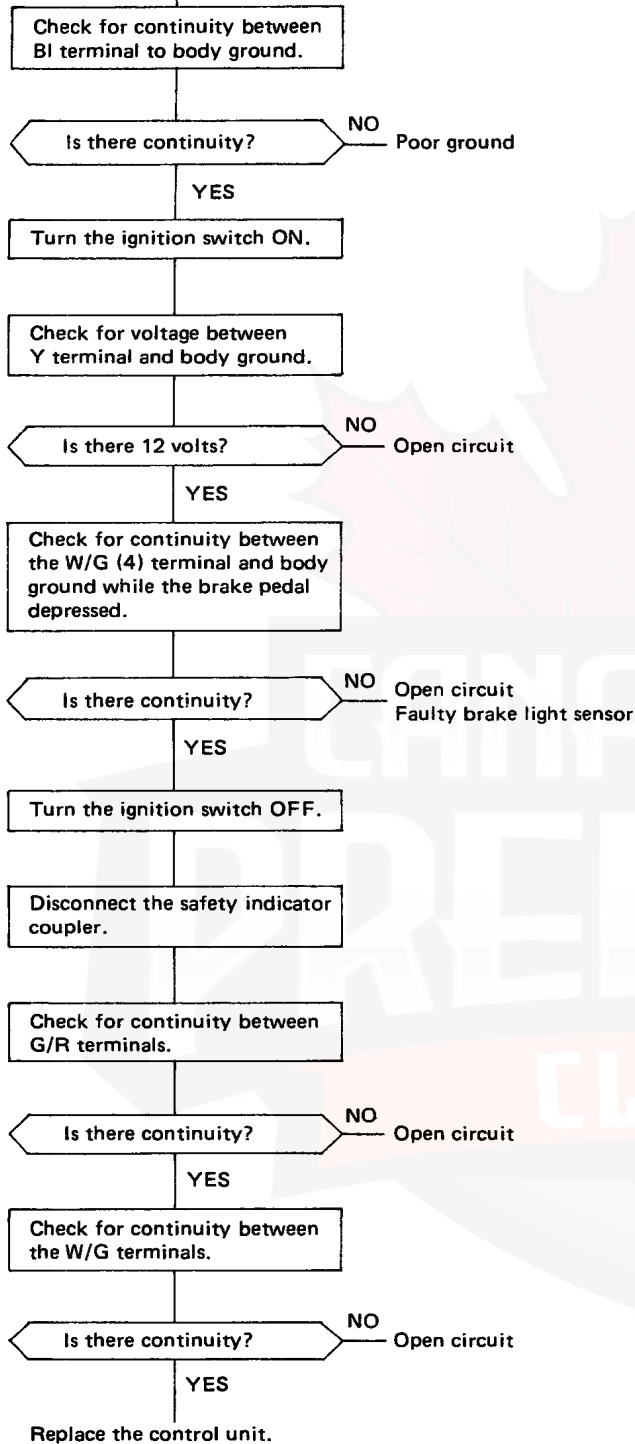 Check for continuity between
Bl terminal to body ground.
Is there continuity?
NO
Poor ground
YES
Turn the ignition switch ON.
Check for voltage between
Y terminal and body ground.
Is there 12 volts?
NO
Open circuit
YES
Check for continuity between
the W/G (4) terminal and body
ground while the brake pedal
depressed.
Is there continuity?
NO
Open circuit
Faulty brake light sensor
YES
Turn the ignition switch OFF.
Disconnect the safety indicator
coupler.
Check for continuity between
G/R terminals.
Is there continuity?
NO
Open circuit
YES
Check for continuity between
the W/G terminals.
Is there continuity?
NO
Open circuit
YES
Replace the control unit.